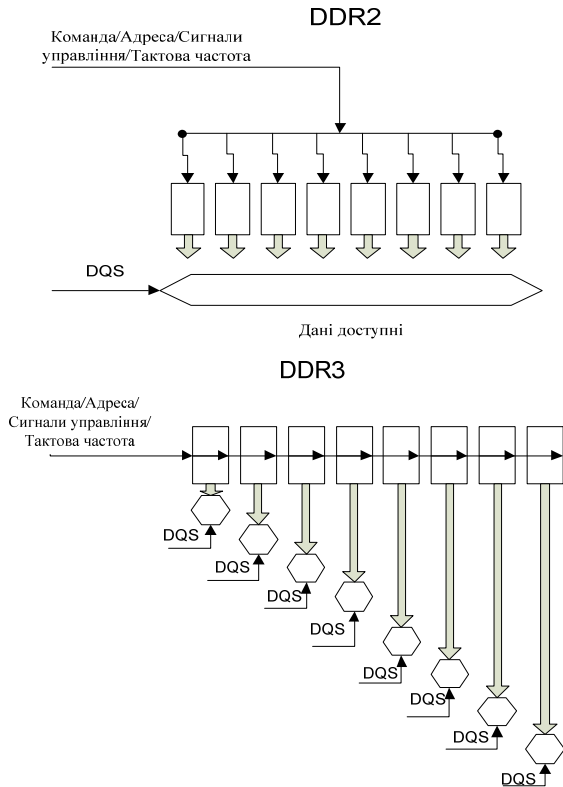 DDR2
Команда/Адреса/Сигнали
управління/Тактова частота
DQS
Дані доступні
DDR3
Команда/Адреса/
Сигнали управління/
Тактова частота
DQS
DQS
DQS
DQS
DQS
DQS
DQS
DQS